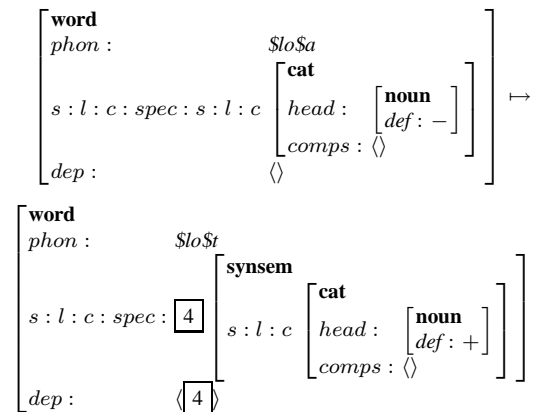 word
phon : $lo$a
s : l : c : spec : s : l : c cat
head : noun
def : −
comps : ⟨⟩
dep : ⟨⟩
↦
word
phon : $lo$t
s : l : c : spec : 4 synsem
s : l : c cat
head : noun
def : +
comps : ⟨⟩
dep : ⟨ 4 ⟩